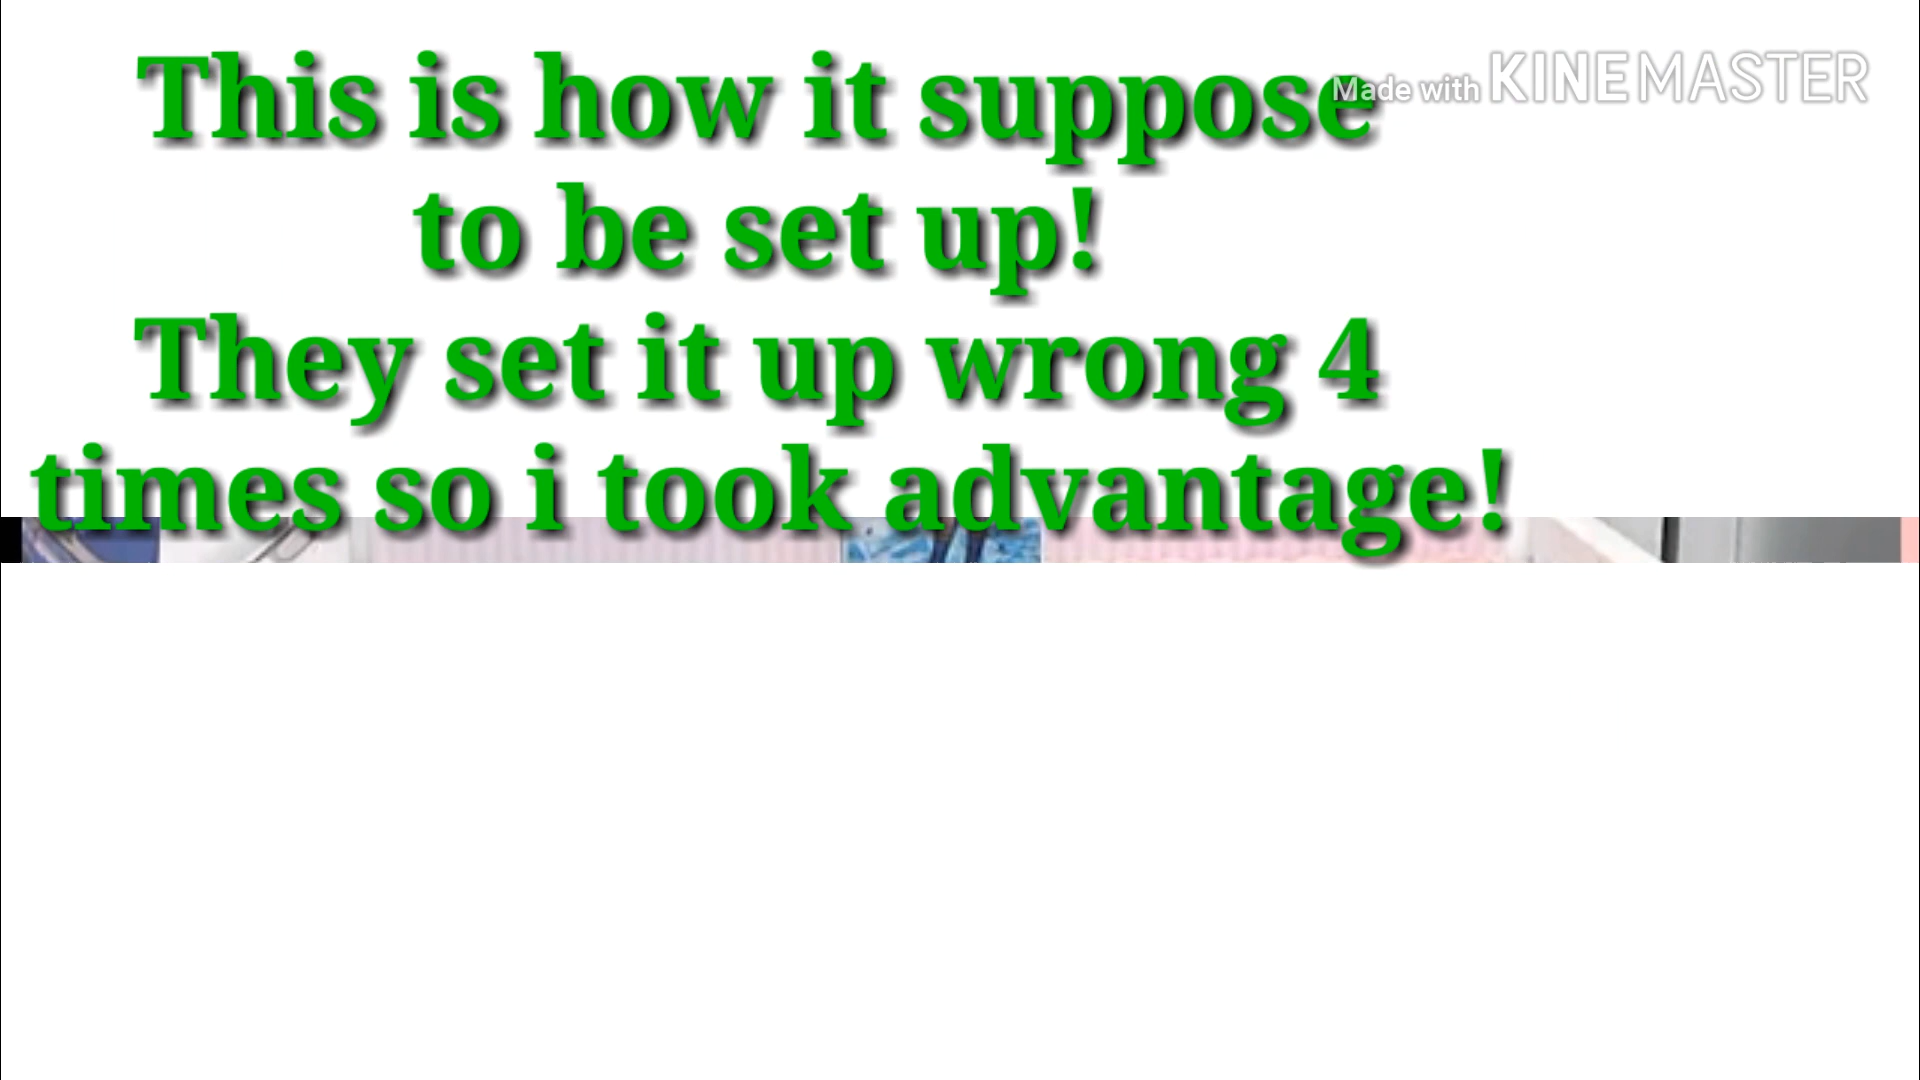 This is how it suppose
Made with KINEMASTER
to be set up!
They set it up wrong 4
times so i took advantage!